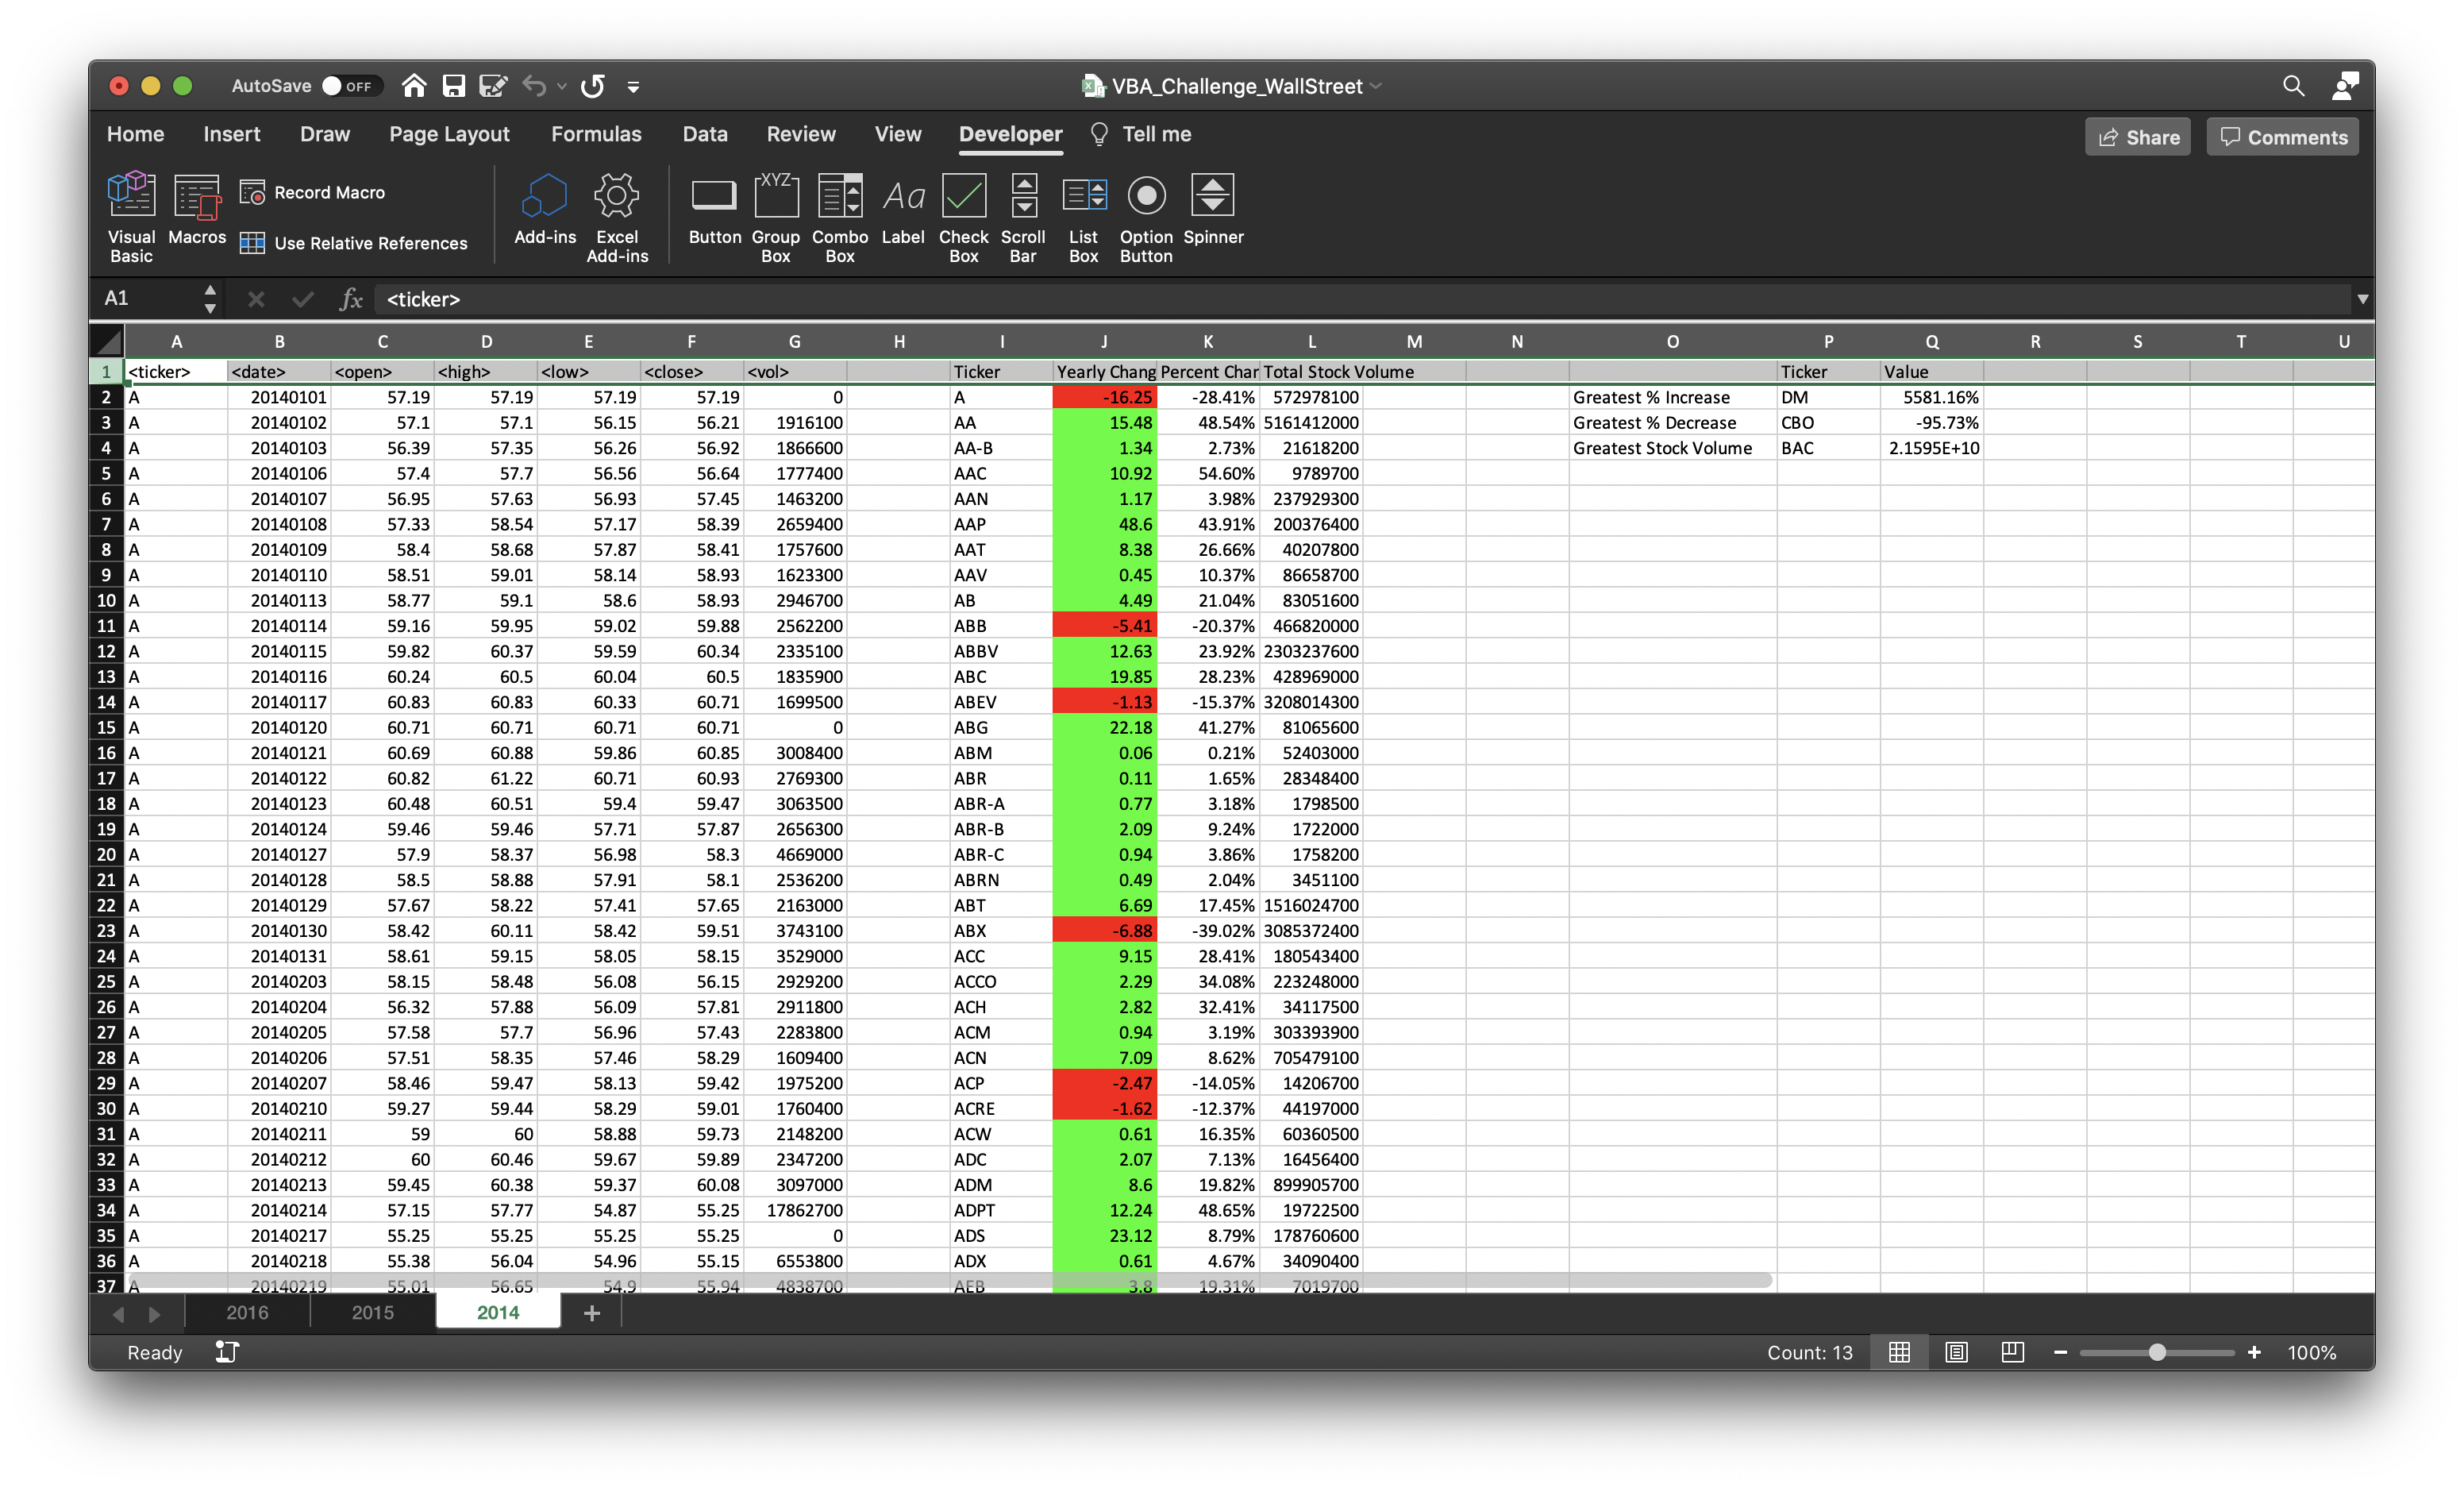 AutoSave OFF VBA_Challenge_WallStreet
Home Insert Draw Page Layout Formulas Data Review View Developer Tell me Share Comments
Visual Basic Macros Record Macro Use Relative References Add-ins Excel Add-ins Button Group Box Combo Box Label Check Box Scroll Bar List Box Option Button Spinner
XYZ Aa
A1 fx <ticker>
A B C D E F G H I J K L M N O P Q R S T U
1 <ticker> <date> <open> <high> <low> <close> <vol> Ticker Yearly Chang Percent Char Total Stock Volume Ticker Value
2 A 20140101 57.19 57.19 57.19 57.19 0 A -16.25 -28.41% 572978100 Greatest % Increase DM 5581.16%
3 A 20140102 57.1 57.1 56.15 56.21 1916100 AA 15.48 48.54% 5161412000 Greatest % Decrease CBO -95.73%
4 A 20140103 56.39 57.35 56.26 56.92 1866600 AA-B 1.34 2.73% 21618200 Greatest Stock Volume BAC 2.1595E+10
5 A 20140106 57.4 57.7 56.56 56.64 1777400 AAC 10.92 54.60% 9789700
6 A 20140107 56.95 57.63 56.93 57.45 1463200 AAN 1.17 3.98% 237929300
7 A 20140108 57.33 58.54 57.17 58.39 2659400 AAP 48.6 43.91% 200376400
8 A 20140109 58.4 58.68 57.87 58.41 1757600 AAT 8.38 26.66% 40207800
9 A 20140110 58.51 59.01 58.14 58.93 1623300 AAV 0.45 10.37% 86658700
10 A 20140113 58.77 59.1 58.6 58.93 2946700 AB 4.49 21.04% 83051600
11 A 20140114 59.16 59.95 59.02 59.88 2562200 ABB -5.41 -20.37% 466820000
12 A 20140115 59.82 60.37 59.59 60.34 2335100 ABBV 12.63 23.92% 2303237600
13 A 20140116 60.24 60.5 60.04 60.5 1835900 ABC 19.85 28.23% 428969000
14 A 20140117 60.83 60.83 60.33 60.71 1699500 ABEV -1.13 -15.37% 3208014300
15 A 20140120 60.71 60.71 60.71 60.71 0 ABG 22.18 41.27% 81065600
16 A 20140121 60.69 60.88 59.86 60.85 3008400 ABM 0.06 0.21% 52403000
17 A 20140122 60.82 61.22 60.71 60.93 2769300 ABR 0.11 1.65% 28348400
18 A 20140123 60.48 60.51 59.4 59.47 3063500 ABR-A 0.77 3.18% 1798500
19 A 20140124 59.46 59.46 57.71 57.87 2656300 ABR-B 2.09 9.24% 1722000
20 A 20140127 57.9 58.37 56.98 58.3 4669000 ABR-C 0.94 3.86% 1758200
21 A 20140128 58.5 58.88 57.91 58.1 2536200 ABRN 0.49 2.04% 3451100
22 A 20140129 57.67 58.22 57.41 57.65 2163000 ABT 6.69 17.45% 1516024700
23 A 20140130 58.42 60.11 58.42 59.51 3743100 ABX -6.88 -39.02% 3085372400
24 A 20140131 58.61 59.15 58.05 58.15 3529000 ACC 9.15 28.41% 180543400
25 A 20140203 58.15 58.48 56.08 56.15 2929200 ACCO 2.29 34.08% 223248000
26 A 20140204 56.32 57.88 56.09 57.81 2911800 ACH 2.82 32.41% 34117500
27 A 20140205 57.58 57.7 56.96 57.43 2283800 ACM 0.94 3.19% 303393900
28 A 20140206 57.51 58.35 57.46 58.29 1609400 ACN 7.09 8.62% 705479100
29 A 20140207 58.46 59.47 58.13 59.42 1975200 ACP -2.47 -14.05% 14206700
30 A 20140210 59.27 59.44 58.29 59.01 1760400 ACRE -1.62 -12.37% 44197000
31 A 20140211 59 60 58.88 59.73 2148200 ACW 0.61 16.35% 60360500
32 A 20140212 60 60.46 59.67 59.89 2347200 ADC 2.07 7.13% 16456400
33 A 20140213 59.45 60.38 59.37 60.08 3097000 ADM 8.6 19.82% 899905700
34 A 20140214 57.15 57.77 54.87 55.25 17862700 ADPT 12.24 48.65% 19722500
35 A 20140217 55.25 55.25 55.25 55.25 0 ADS 23.12 8.79% 178760600
36 A 20140218 55.38 56.04 54.96 55.15 6553800 ADX 0.61 4.67% 34090400
37 A 20140219 55.01 56.65 54.9 55.94 4838700 AEB 3.8 19.31% 7019700
2016 2015 2014
Ready Count: 13 100%